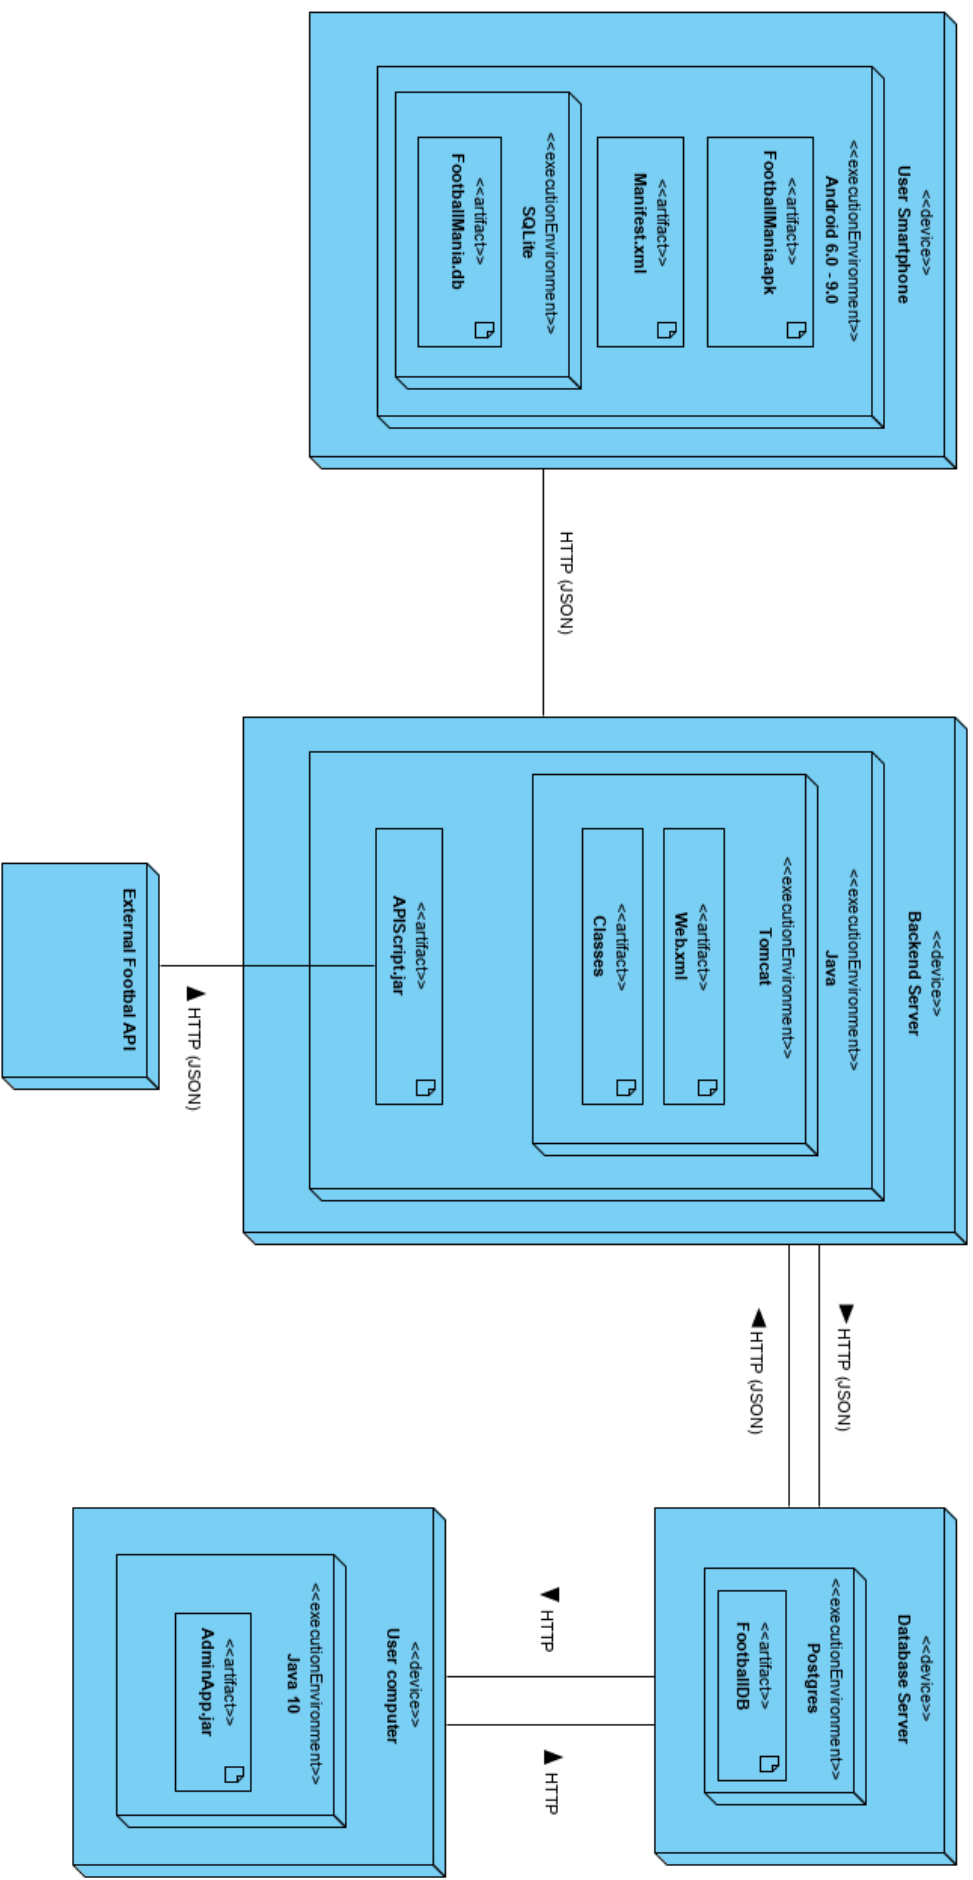 <<device>>
User Smartphone
<<executionEnvironment>>
Android 6.0 - 9.0
<<artifact>>
FootballMania.apk
<<artifact>>
Manifest.xml
<<executionEnvironment>>
SQLite
<<artifact>>
FootballMania.db
HTTP (JSON)
<<device>>
Backend Server
<<executionEnvironment>>
Java
<<executionEnvironment>>
Tomcat
<<artifact>>
Web.xml
<<artifact>>
Classes
<<artifact>>
APIScript.jar
HTTP (JSON)
External Footbal API
HTTP (JSON)
HTTP (JSON)
<<device>>
Database Server
<<executionEnvironment>>
Postgres
<<artifact>>
FootballDB
HTTP
HTTP
<<device>>
User computer
<<executionEnvironment>>
Java 10
<<artifact>>
AdminApp.jar